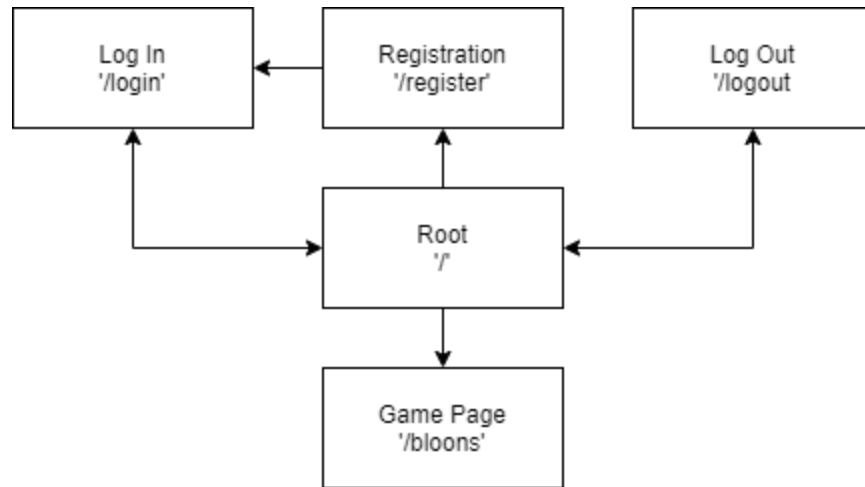 Log In
'/login'
Registration
'/register'
Log Out
'/logout
Root
'/'
Game Page
'/bloons'